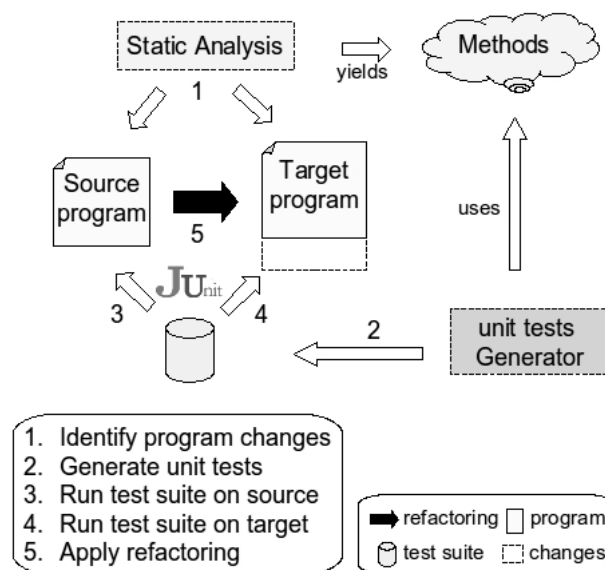 Static Analysis
yields
Methods
1
Source
program
5
Target
program
uses
JUnit
3
4
2
unit tests
Generator
1. Identify program changes
2. Generate unit tests
3. Run test suite on source
4. Run test suite on target
5. Apply refactoring
refactoring program
test suite changes